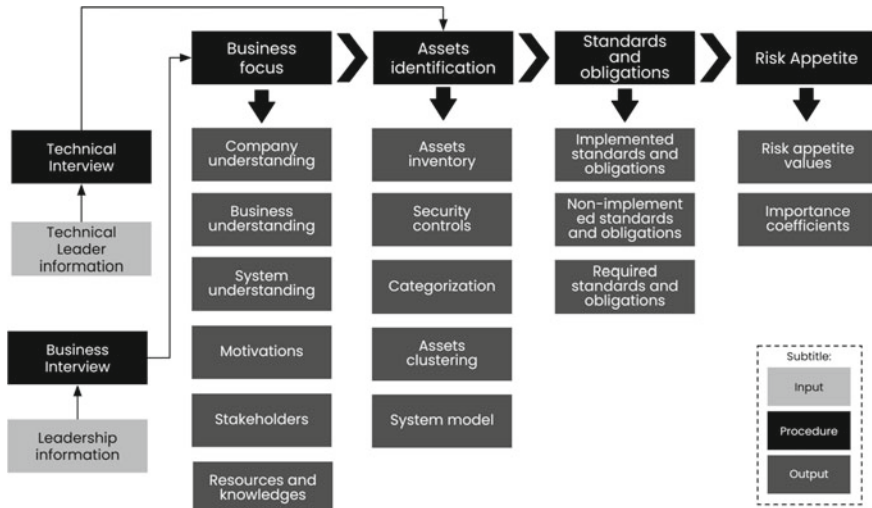 Business
focus
Assets
identification
Standards
and
obligations
Risk Appetite
Technical
Interview
Technical
Leader
information
Business
Interview
Leadership
information
Company
understanding
Business
understanding
System
understanding
Motivations
Stakeholders
Resources and
knowledges
Assets
inventory
Security
controls
Categorization
Assets
clustering
System model
Implemented
standards and
obligations
Non-implement
ed standards
and obligations
Required
standards and
obligations
Risk appetite
values
Importance
coefficients
Subtitle:
Input
Procedure
Output